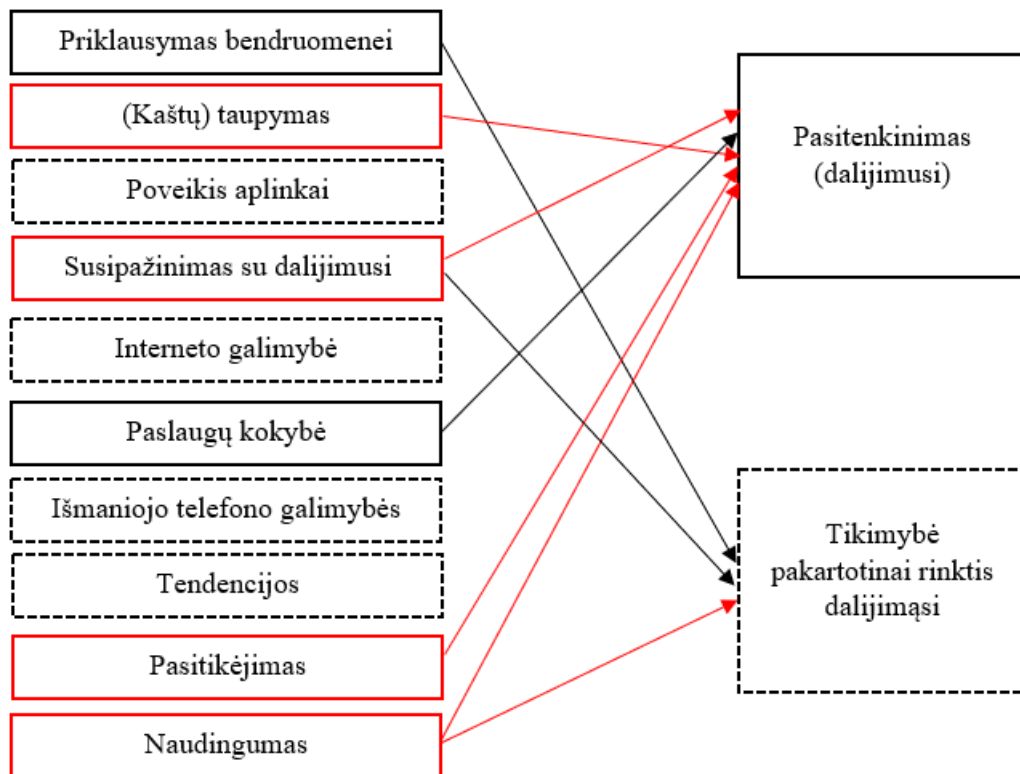 Priklausymas bendruomenei
(Kaštų) taupymas
Poveikis aplinkai
Susipažinimas su dalijimusi
Interneto galimybė
Paslaugų kokybė
Išmaniojo telefono galimybės
Tendencijos
Pasitikėjimas
Naudingumas
Pasitenkinimas
(dalijimusi)
Tikimybė
pakartotinai rinktis
dalijimąsi